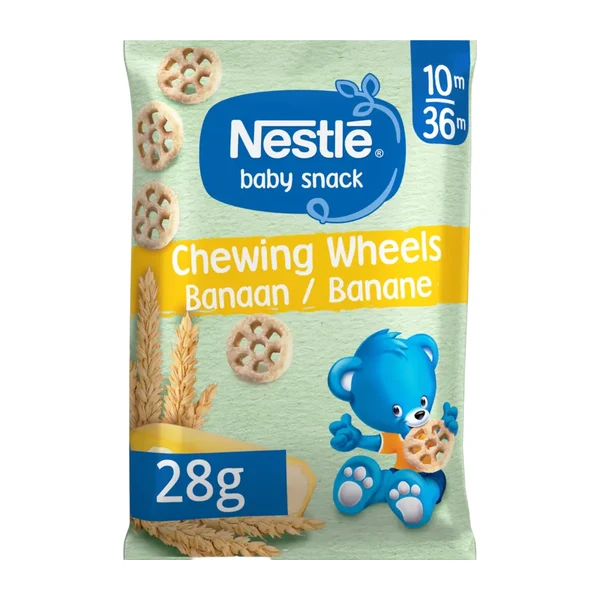 10m
36m
Nestlé®
baby snack
Chewing Wheels
Banaan / Banane
28g